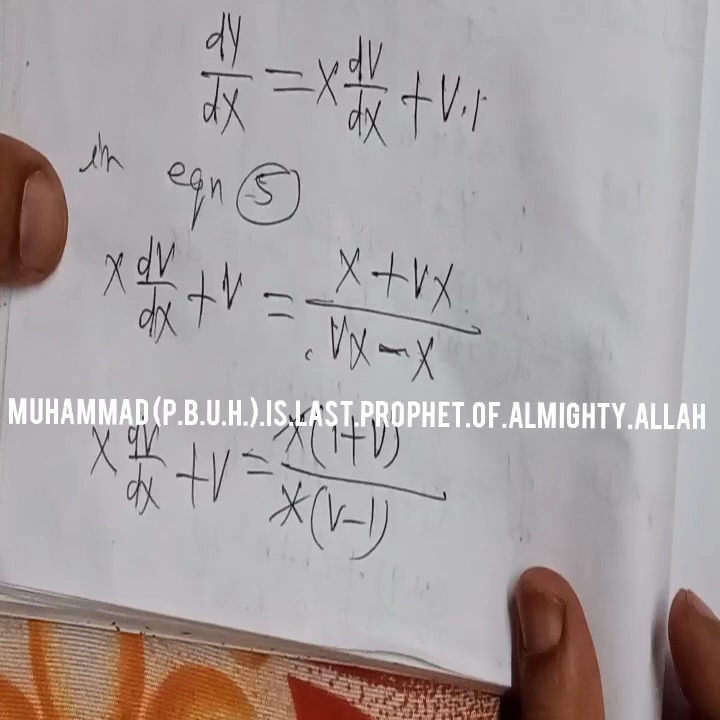 dy/dx = x dv/dx + v.1
in eqn 5
x dv/dx + v = x + vx / vx - x
MUHAMMAD(P.B.U.H.).IS.LAST.PROPHET.OF.ALMIGHTY.ALLAH
x dv/dx + v = x(1+v) / x(v-1)